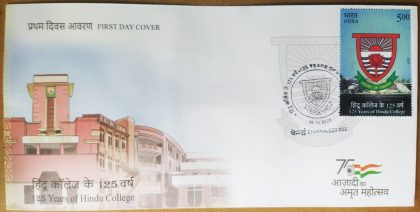 प्रथम दिवस आवरण FIRST DAY COVER
भारत
INDIA
5.00
हिंदू कॉलेज के 125 वर्ष
125 Years of Hindu College
हिंदू कॉलेज के 125 वर्ष
125 Years of Hindu College
आज़ादी का
अमृत महोत्सव